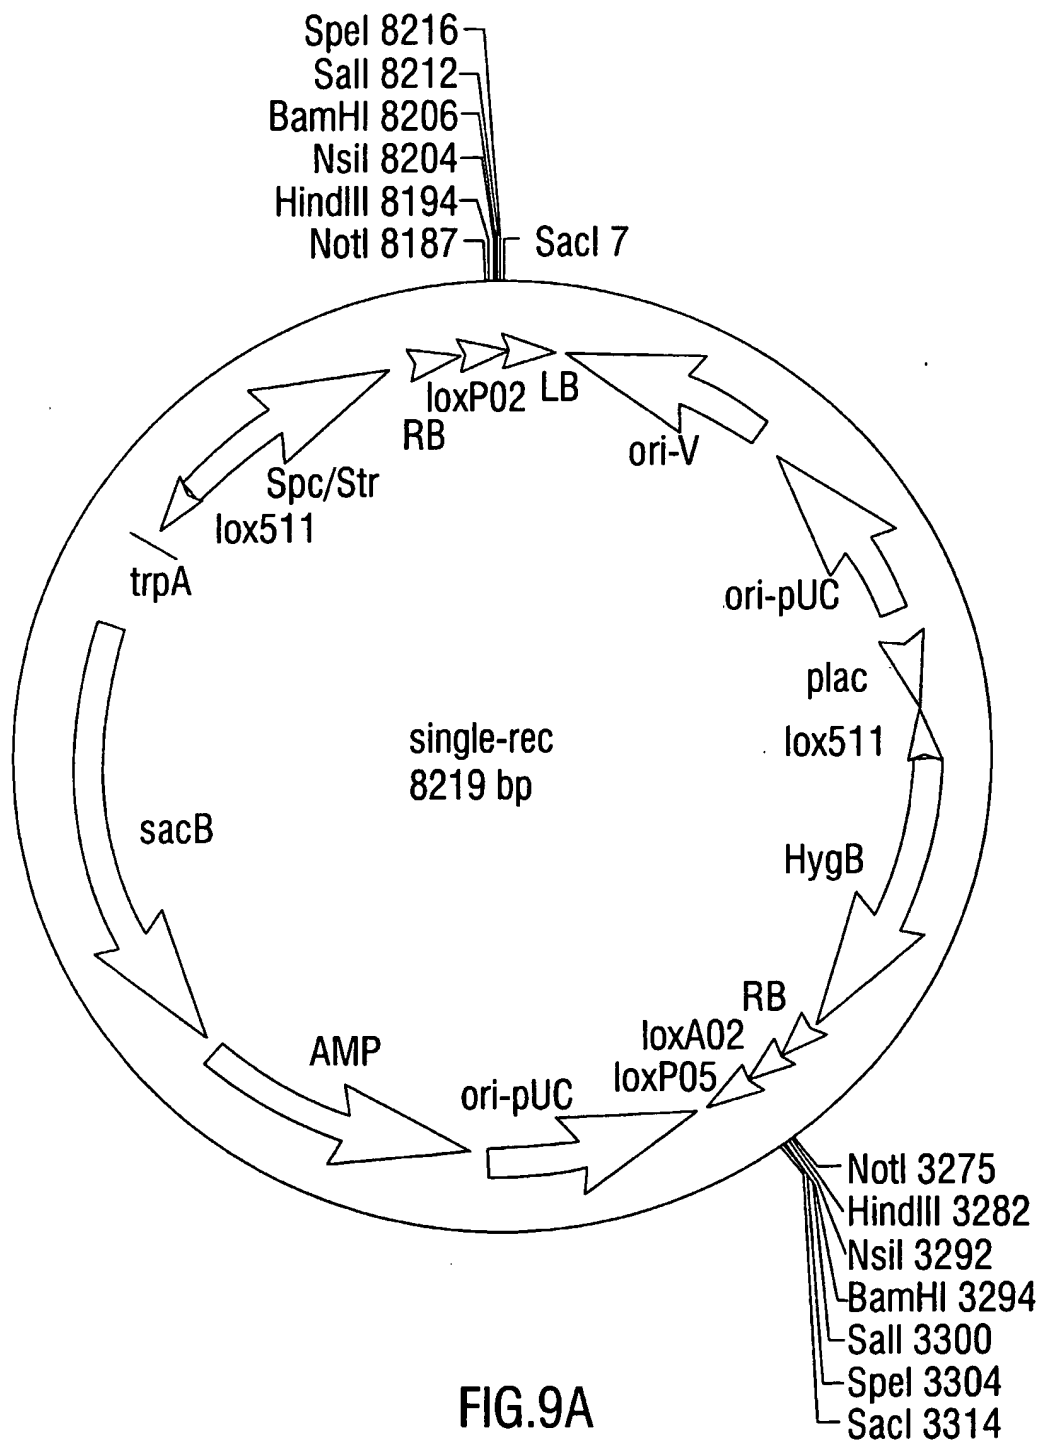 SpeI 8216
SalI 8212
BamHI 8206
NsiI 8204
HindIII 8194
NotI 8187
SacI 7
loxP02
LB
RB
ori-V
Spc/Str
lox511
trpA
ori-pUC
plac
lox511
single-rec
8219 bp
sacB
HygB
RB
loxA02
loxP05
AMP
ori-pUC
NotI 3275
HindIII 3282
NsiI 3292
BamHI 3294
SalI 3300
SpeI 3304
SacI 3314
FIG.9A